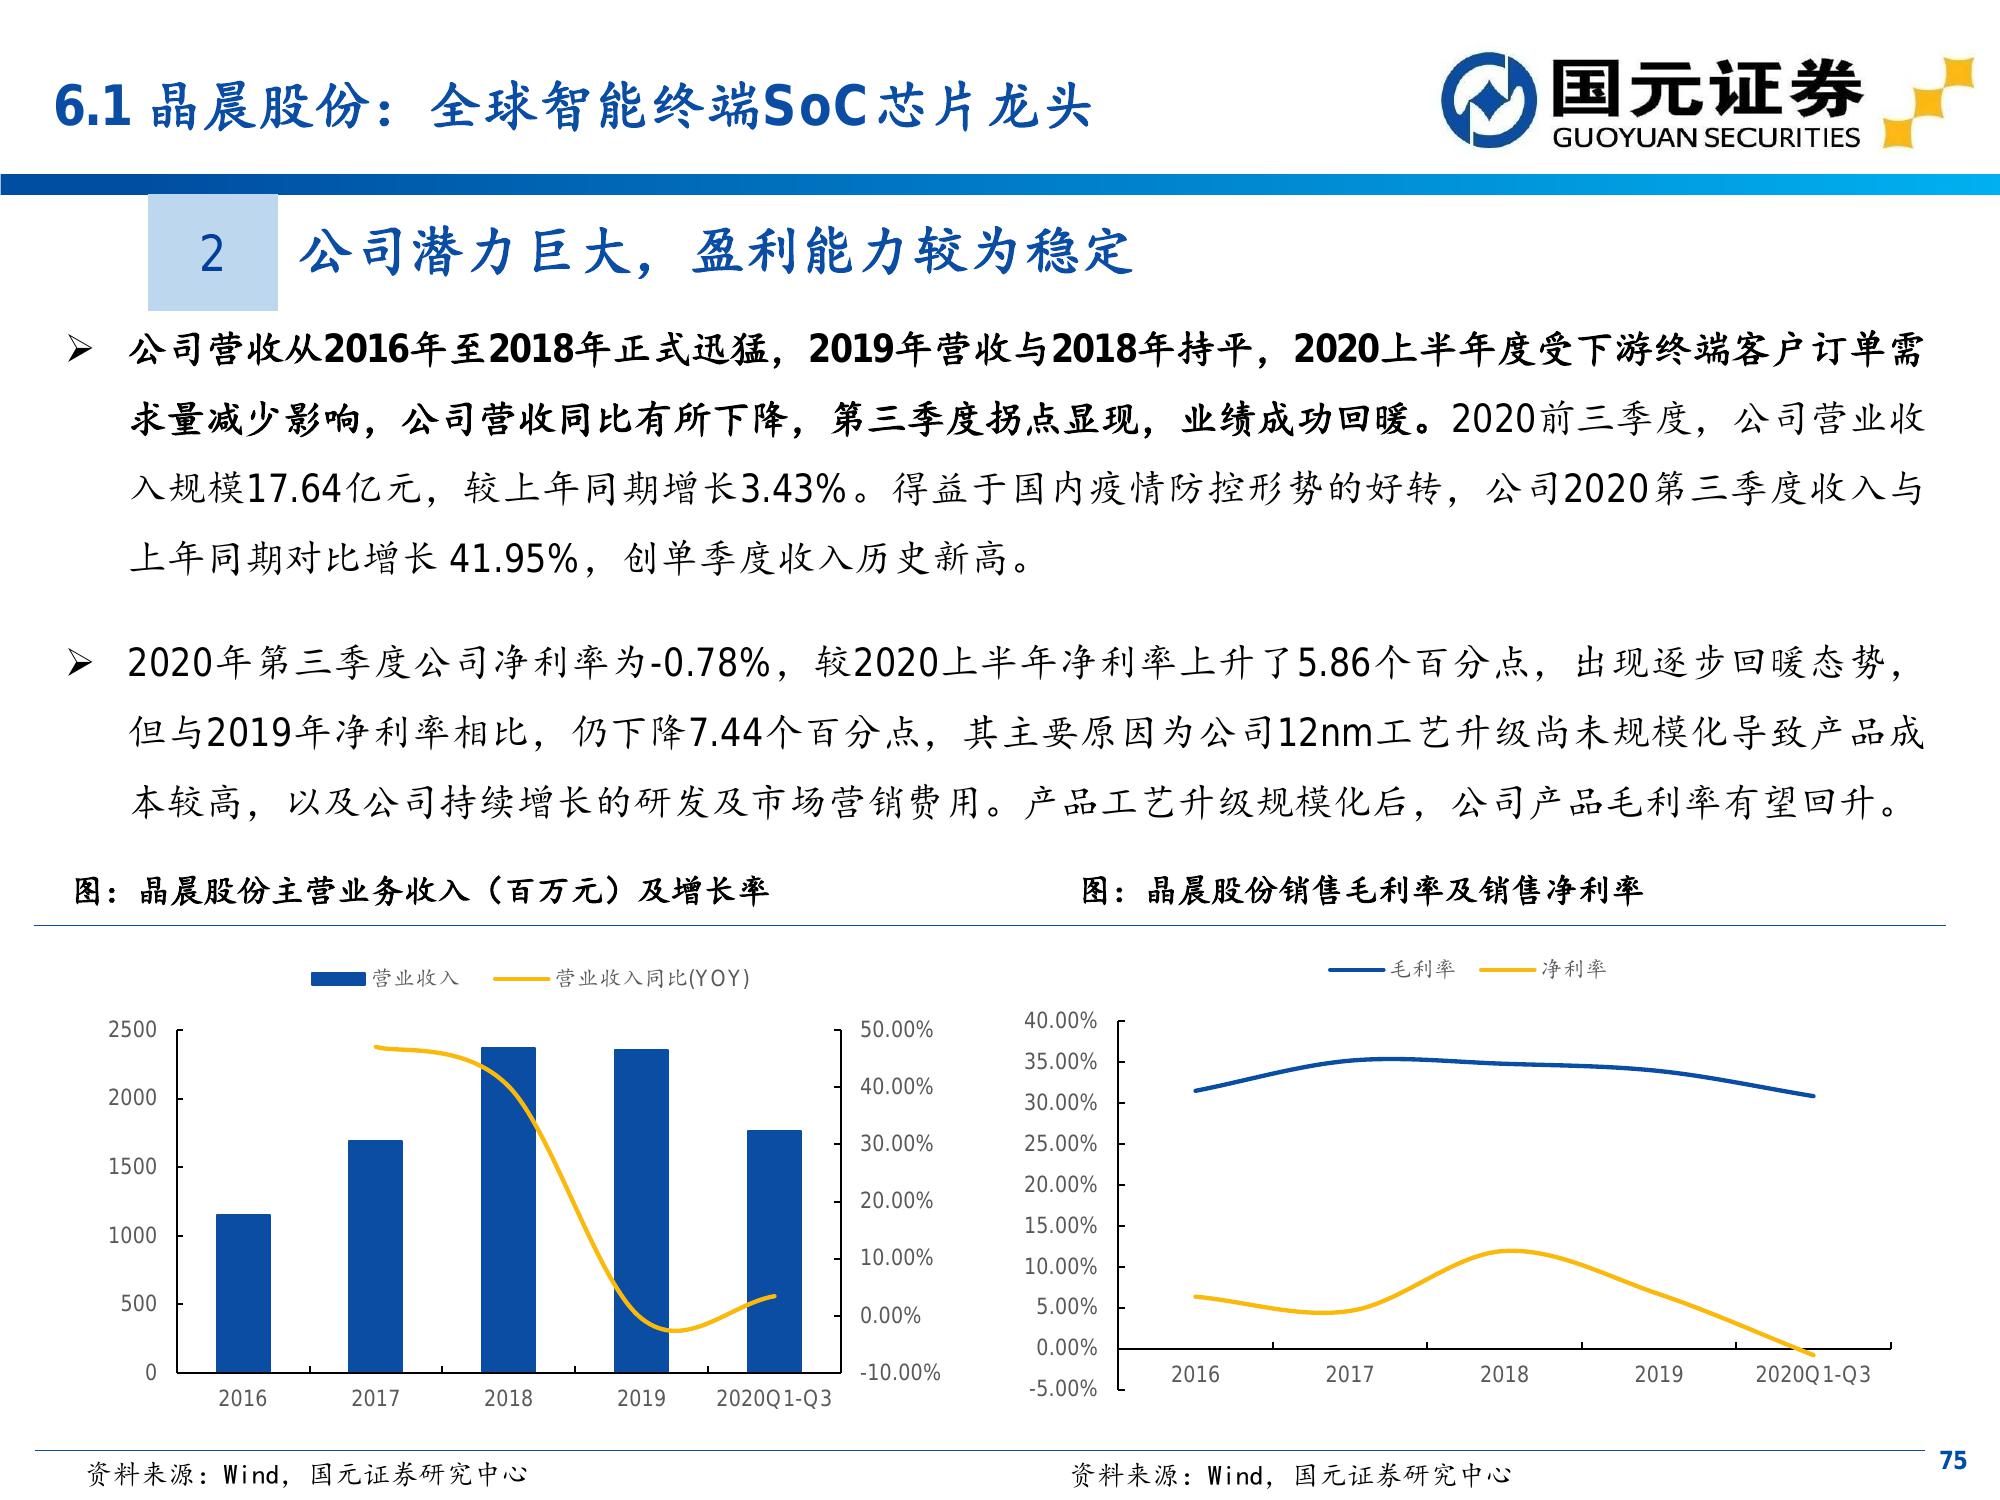 6.1 晶晨股份：全球智能终端SoC芯片龙头
国元证券
GUOYUAN SECURITIES
2
公司潜力巨大，盈利能力较为稳定
➢ 公司营收从2016年至2018年正式迅猛，2019年营收与2018年持平，2020上半年度受下游终端客户订单需
求量减少影响，公司营收同比有所下降，第三季度拐点显现，业绩成功回暖。2020前三季度，公司营业收
入规模17.64亿元，较上年同期增长3.43%。得益于国内疫情防控形势的好转，公司2020第三季度收入与
上年同期对比增长 41.95%，创单季度收入历史新高。
➢ 2020年第三季度公司净利率为-0.78%，较2020上半年净利率上升了5.86个百分点，出现逐步回暖态势，
但与2019年净利率相比，仍下降7.44个百分点，其主要原因为公司12nm工艺升级尚未规模化导致产品成
本较高，以及公司持续增长的研发及市场营销费用。产品工艺升级规模化后，公司产品毛利率有望回升。
图：晶晨股份主营业务收入（百万元）及增长率
营业收入 营业收入同比(YOY)
2500
2000
1500
1000
500
0
50.00%
40.00%
30.00%
20.00%
10.00%
0.00%
-10.00%
2016 2017 2018 2019 2020Q1-Q3
资料来源：Wind，国元证券研究中心
图：晶晨股份销售毛利率及销售净利率
毛利率 净利率
40.00%
35.00%
30.00%
25.00%
20.00%
15.00%
10.00%
5.00%
0.00%
-5.00%
2016 2017 2018 2019 2020Q1-Q3
资料来源：Wind，国元证券研究中心
75